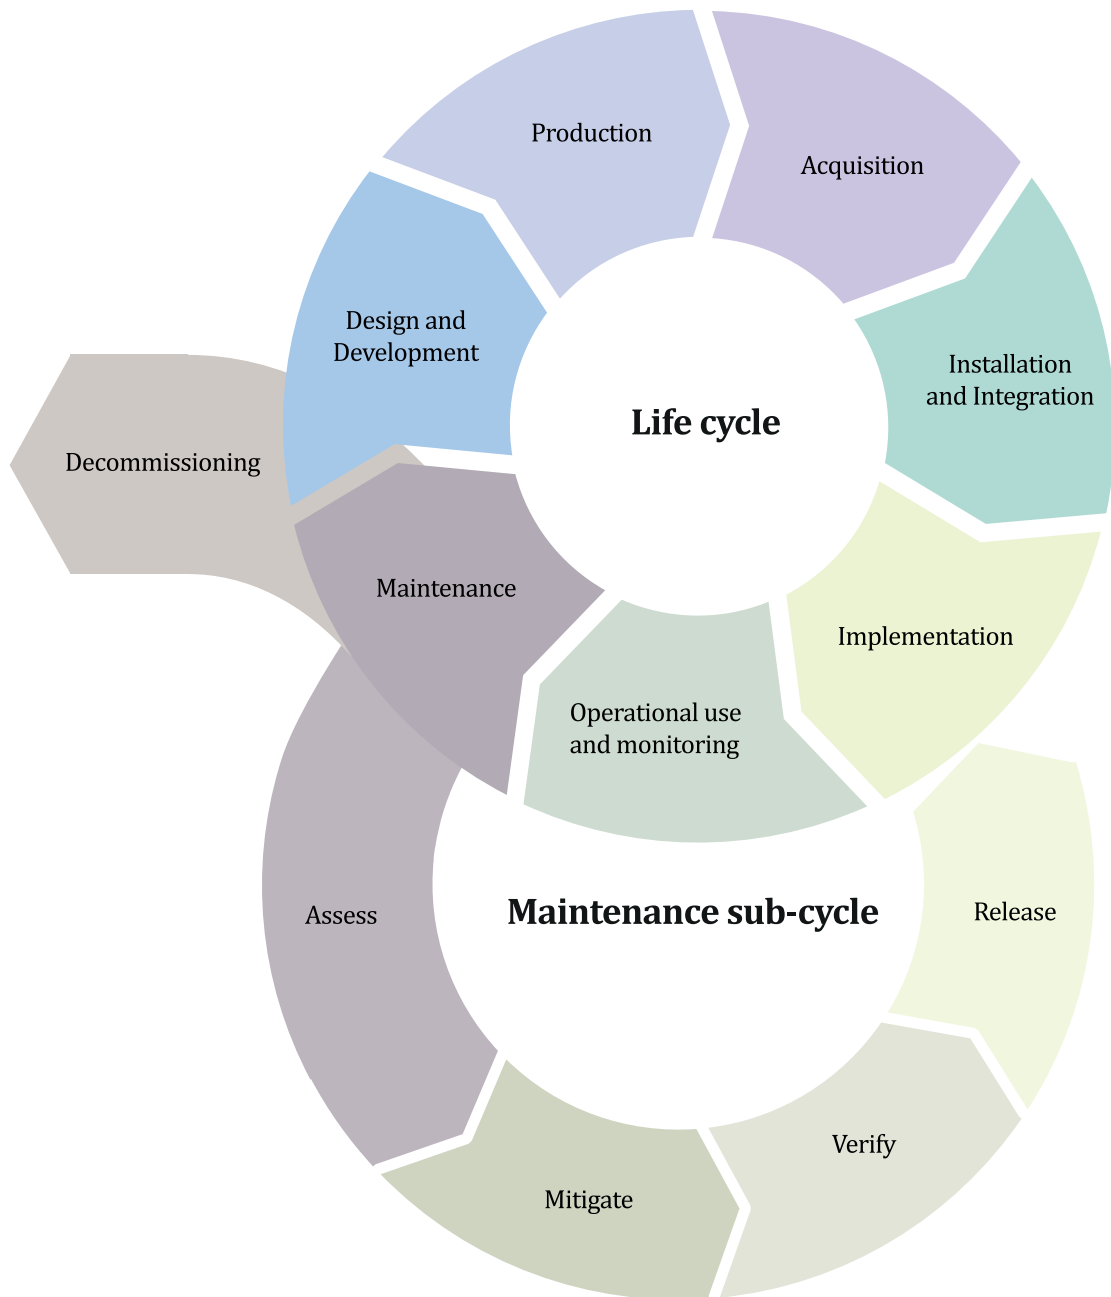 Production
Acquisition
Design and
Development
Installation
and Integration
Life cycle
Decommissioning
Maintenance
Implementation
Operational use
and monitoring
Maintenance sub-cycle
Assess
Release
Verify
Mitigate